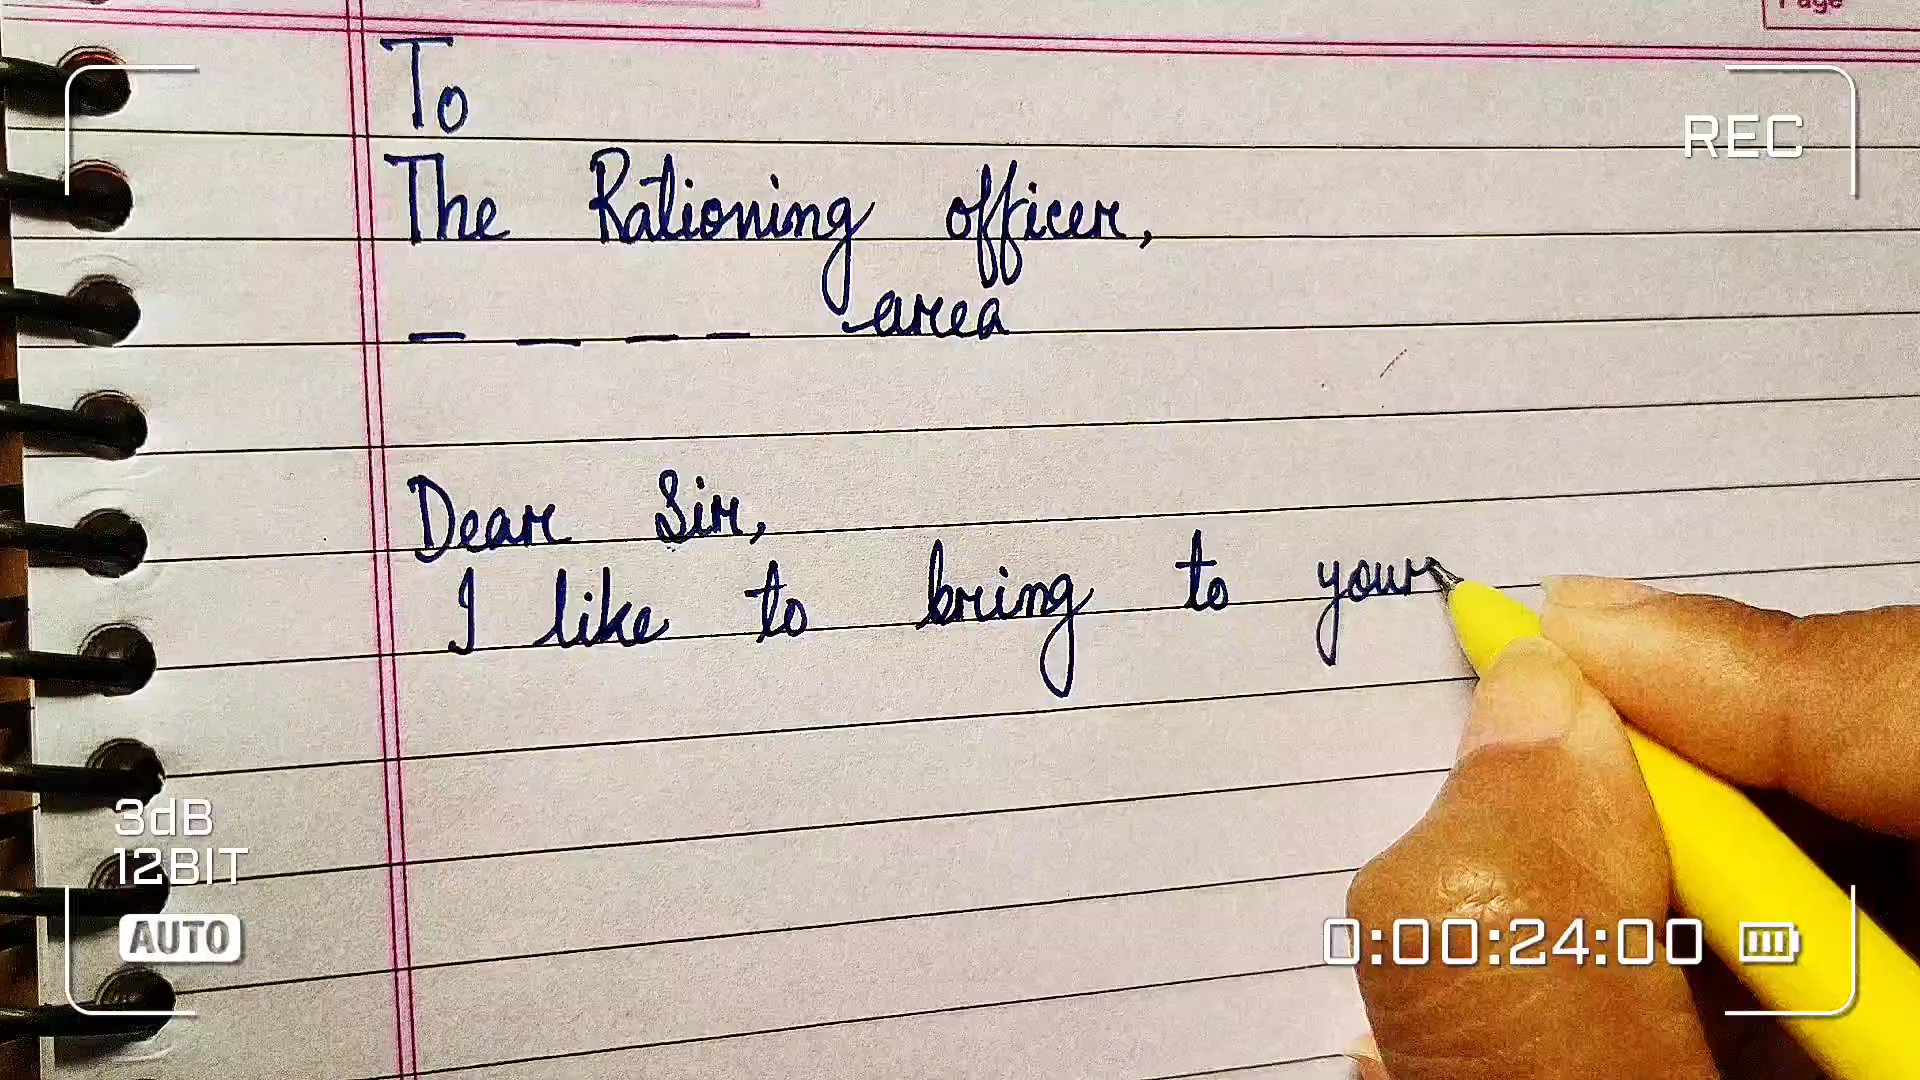 Page
To
The Rationing officer,
_ _ _ _ area
Dear Sir,
I like to bring to your
REC
3dB
12BIT
AUTO
0:00:24:00